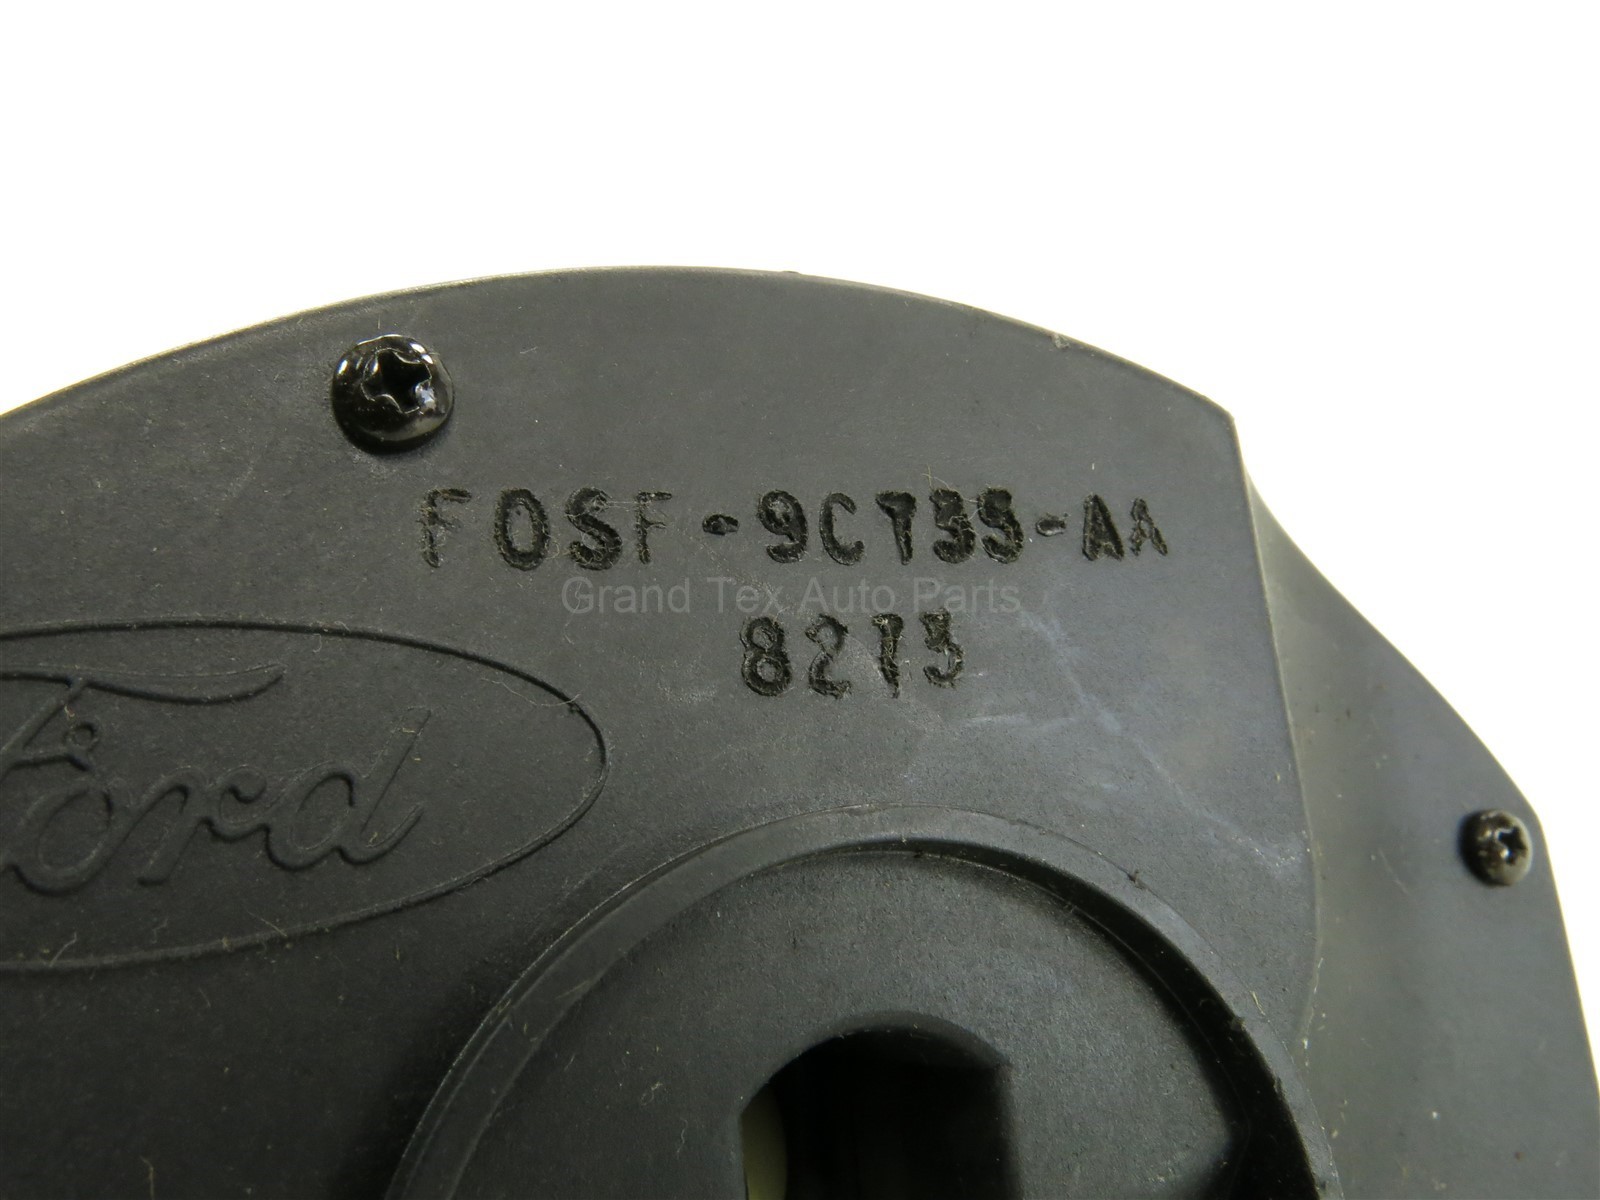 F0SF-9C735-AA
Grand Tex Auto Parts
8213
Ford